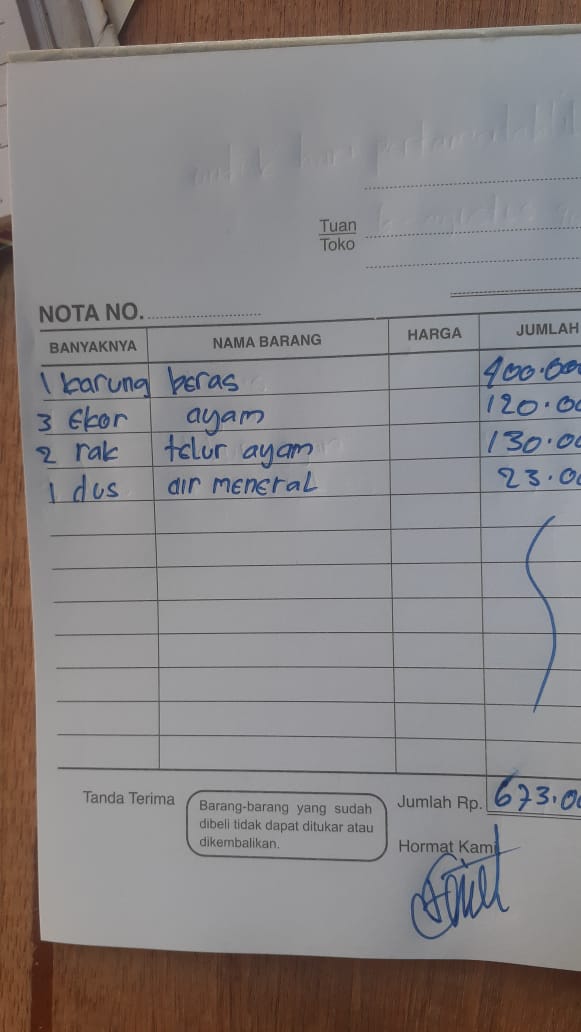 Tuan
Toko
NOTA NO.
BANYAKNYA NAMA BARANG HARGA JUMLAH
1 karung beras 400.000
3 Ekor ayam 120.00
2 rak telur ayam 130.00
1 dus air meneral 23.00
Tanda Terima
Barang-barang yang sudah
dibeli tidak dapat ditukar atau
dikembalikan.
Jumlah Rp. 673.00
Hormat Kami